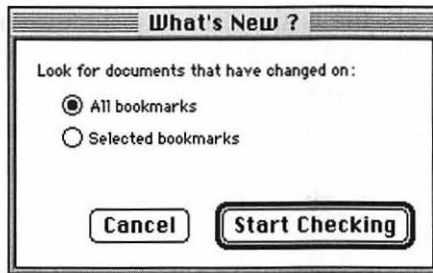 What's New ?
Look for documents that have changed on:
All bookmarks
Selected bookmarks
Cancel
Start Checking